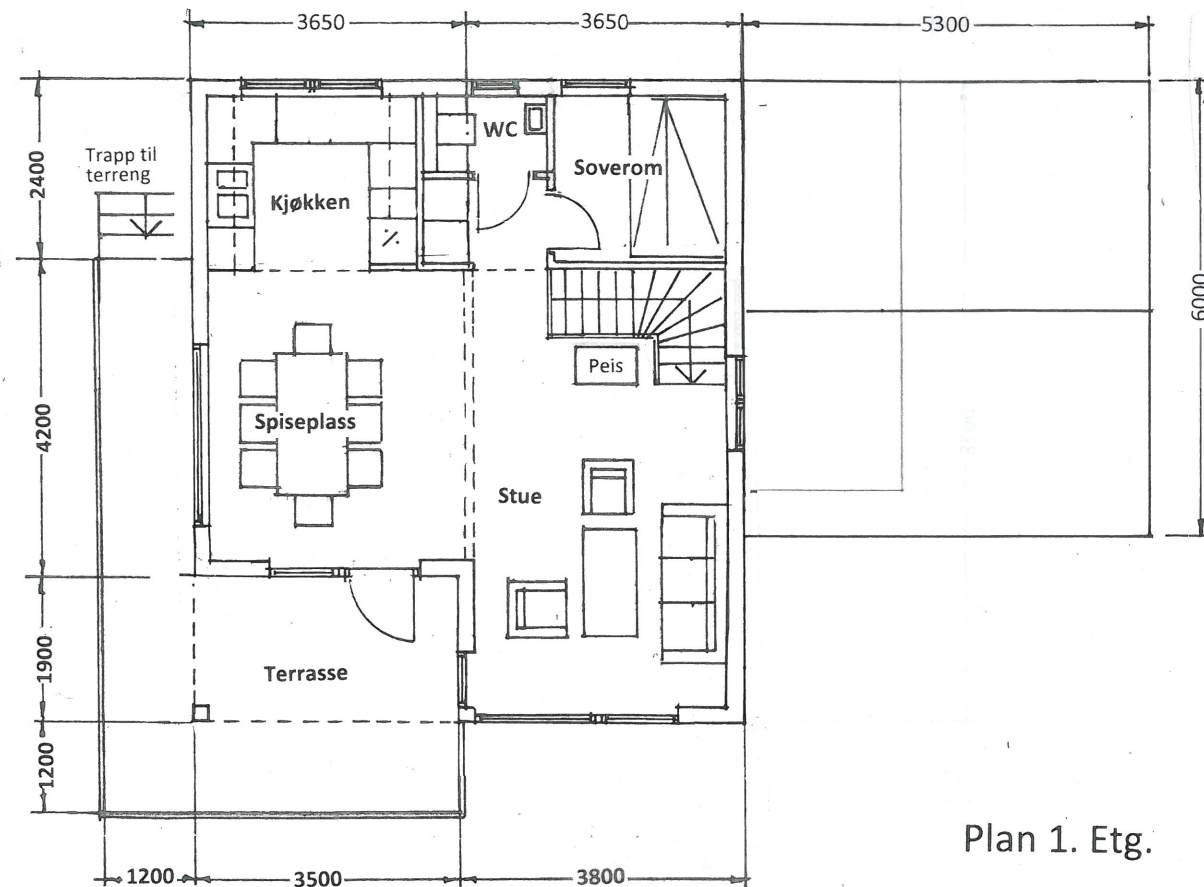 3650
3650
5300
2400
Trapp til
terreng
Kjøkken
WC
Soverom
6000
4200
Spiseplass
Peis
Stue
1900
Terrasse
1200
Plan 1. Etg.
1200
3500
3800